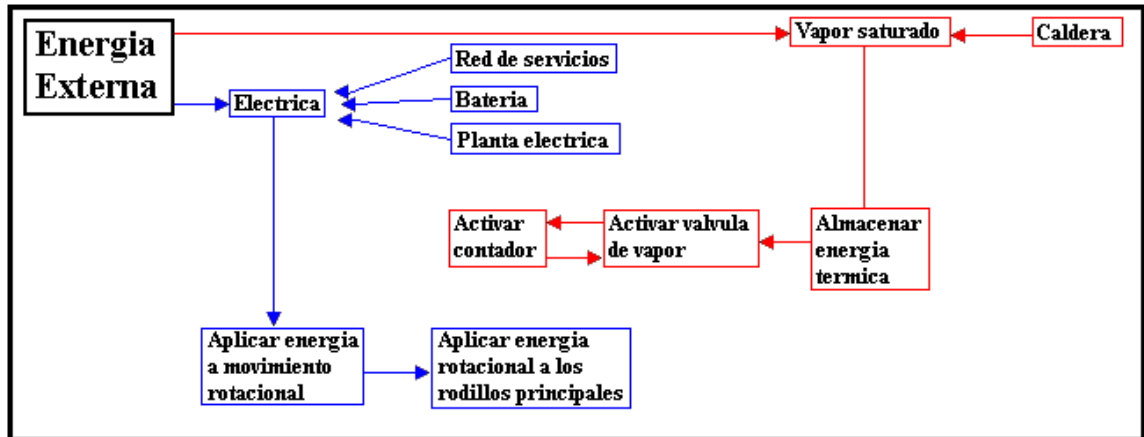 Energia
Externa
Vapor saturado
Caldera
Red de servicios
Electrica
Bateria
Planta electrica
Activar
contador
Activar valvula
de vapor
Almacenar
energia
termica
Aplicar energia
a movimiento
rotacional
Aplicar energia
rotacional a los
rodillos principales